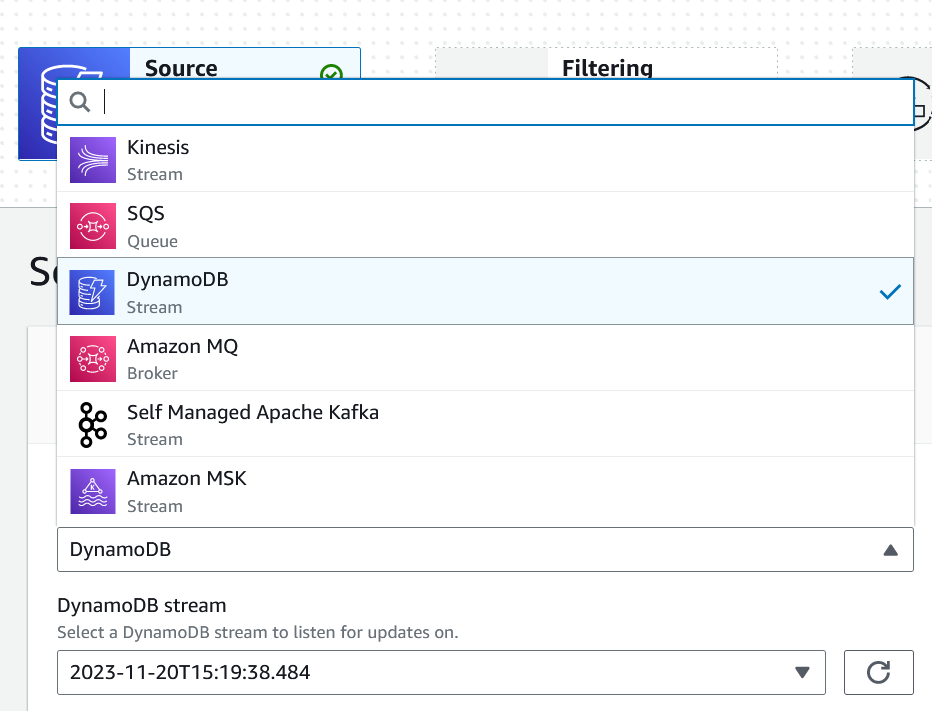 Source
Filtering
Kinesis
Stream
SQS
Queue
DynamoDB
Stream
Amazon MQ
Broker
Self Managed Apache Kafka
Stream
Amazon MSK
Stream
DynamoDB
DynamoDB stream
Select a DynamoDB stream to listen for updates on.
2023-11-20T15:19:38.484